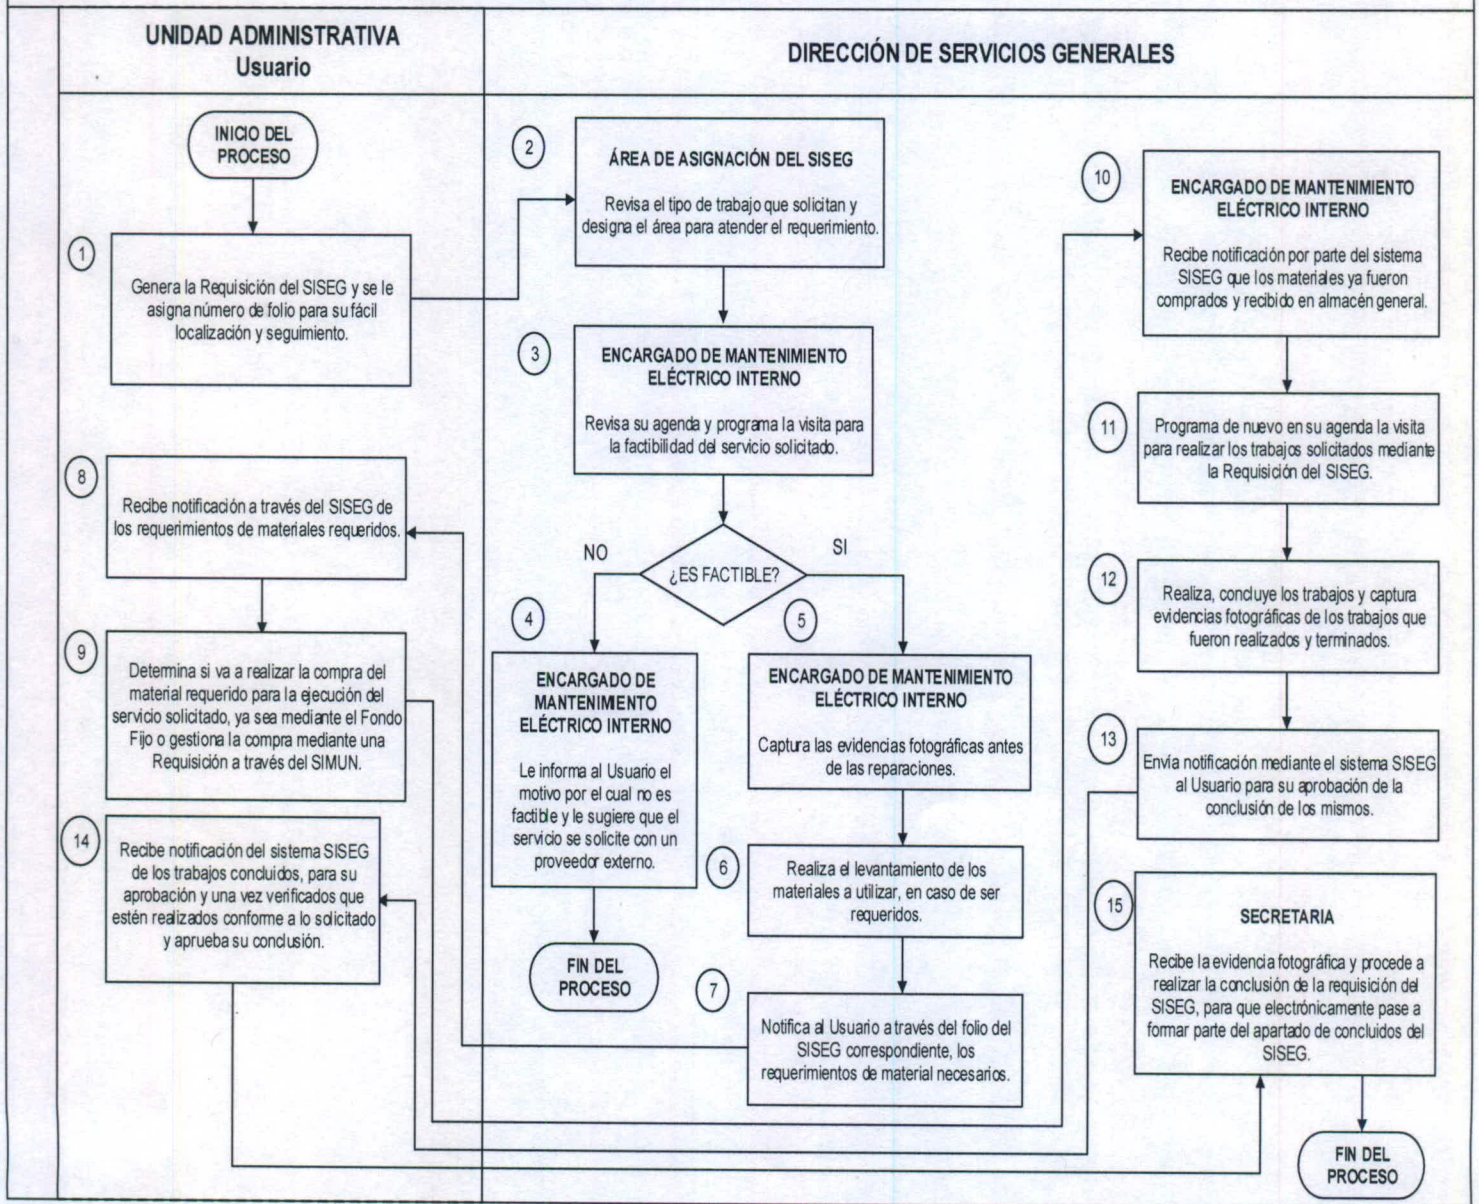 UNIDAD ADMINISTRATIVA
Usuario
DIRECCIÓN DE SERVICIOS GENERALES
INICIO DEL
PROCESO
1
Genera la Requisición del SISEG y se le
asigna número de folio para su fácil
localización y seguimiento.
2
ÁREA DE ASIGNACIÓN DEL SISEG
Revisa el tipo de trabajo que solicitan y
designa el área para atender el requerimiento.
3
ENCARGADO DE MANTENIMIENTO
ELÉCTRICO INTERNO
Revisa su agenda y programa la visita para
la factibilidad del servicio solicitado.
¿ES FACTIBLE?
NO
SI
4
ENCARGADO DE
MANTENIMIENTO
ELÉCTRICO INTERNO
Le informa al Usuario el
motivo por el cual no es
factible y le sugiere que el
servicio se solicite con un
proveedor externo.
FIN DEL
PROCESO
5
ENCARGADO DE MANTENIMIENTO
ELÉCTRICO INTERNO
Captura las evidencias fotográficas antes
de las reparaciones.
6
Realiza el levantamiento de los
materiales a utilizar, en caso de ser
requeridos.
7
Notifica al Usuario a través del folio del
SISEG correspondiente, los
requerimientos de material necesarios.
8
Recibe notificación a través del SISEG de
los requerimientos de materiales requeridos.
9
Determina si va a realizar la compra del
material requerido para la ejecución del
servicio solicitado, ya sea mediante el Fondo
Fijo o gestiona la compra mediante una
Requisición a través del SIMUN.
10
ENCARGADO DE MANTENIMIENTO
ELÉCTRICO INTERNO
Recibe notificación por parte del sistema
SISEG que los materiales ya fueron
comprados y recibido en almacén general.
11
Programa de nuevo en su agenda la visita
para realizar los trabajos solicitados mediante
la Requisición del SISEG.
12
Realiza, concluye los trabajos y captura
evidencias fotográficas de los trabajos que
fueron realizados y terminados.
13
Envía notificación mediante el sistema SISEG
al Usuario para su aprobación de la
conclusión de los mismos.
14
Recibe notificación del sistema SISEG
de los trabajos concluidos, para su
aprobación y una vez verificados que
estén realizados conforme a lo solicitado
y aprueba su conclusión.
15
SECRETARIA
Recibe la evidencia fotográfica y procede a
realizar la conclusión de la requisición del
SISEG, para que electrónicamente pase a
formar parte del apartado de concluidos del
SISEG.
FIN DEL
PROCESO